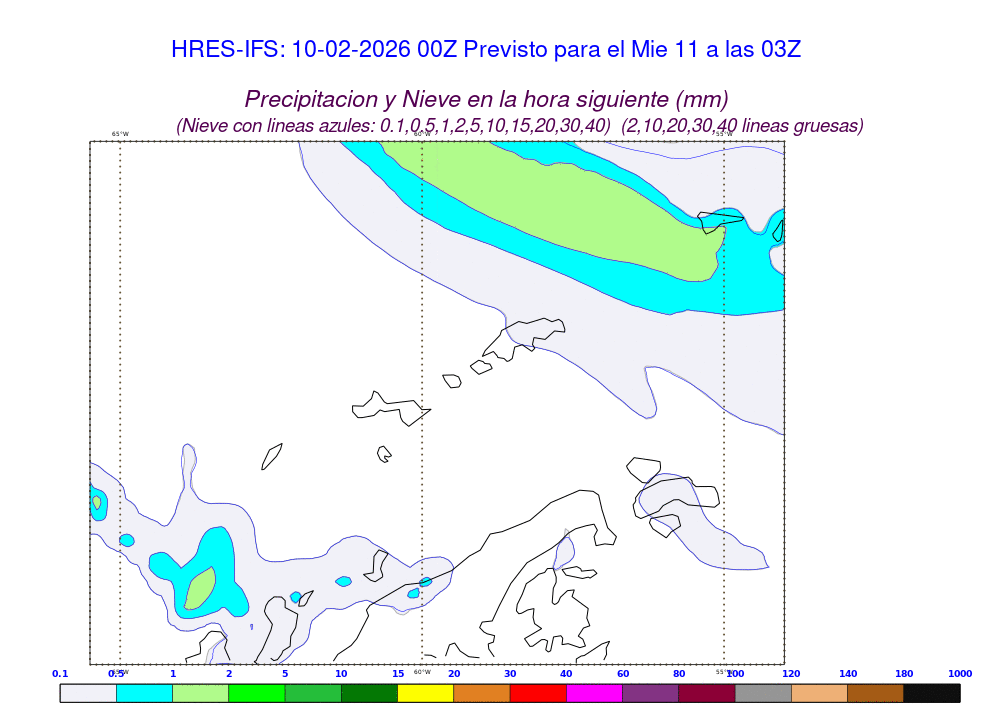 HRES-IFS: 10-02-2026 00Z Previsto para el Mie 11 a las 03Z
Precipitacion y Nieve en la hora siguiente (mm)
(Nieve con lineas azules: 0.1,0.5,1,2,5,10,15,20,30,40) (2,10,20,30,40 lineas gruesas)
65°W 60°W 55°W
65°W 60°W 55°W
0.1 0.5 1 2 5 10 15 20 30 40 60 80 100 120 140 180 1000